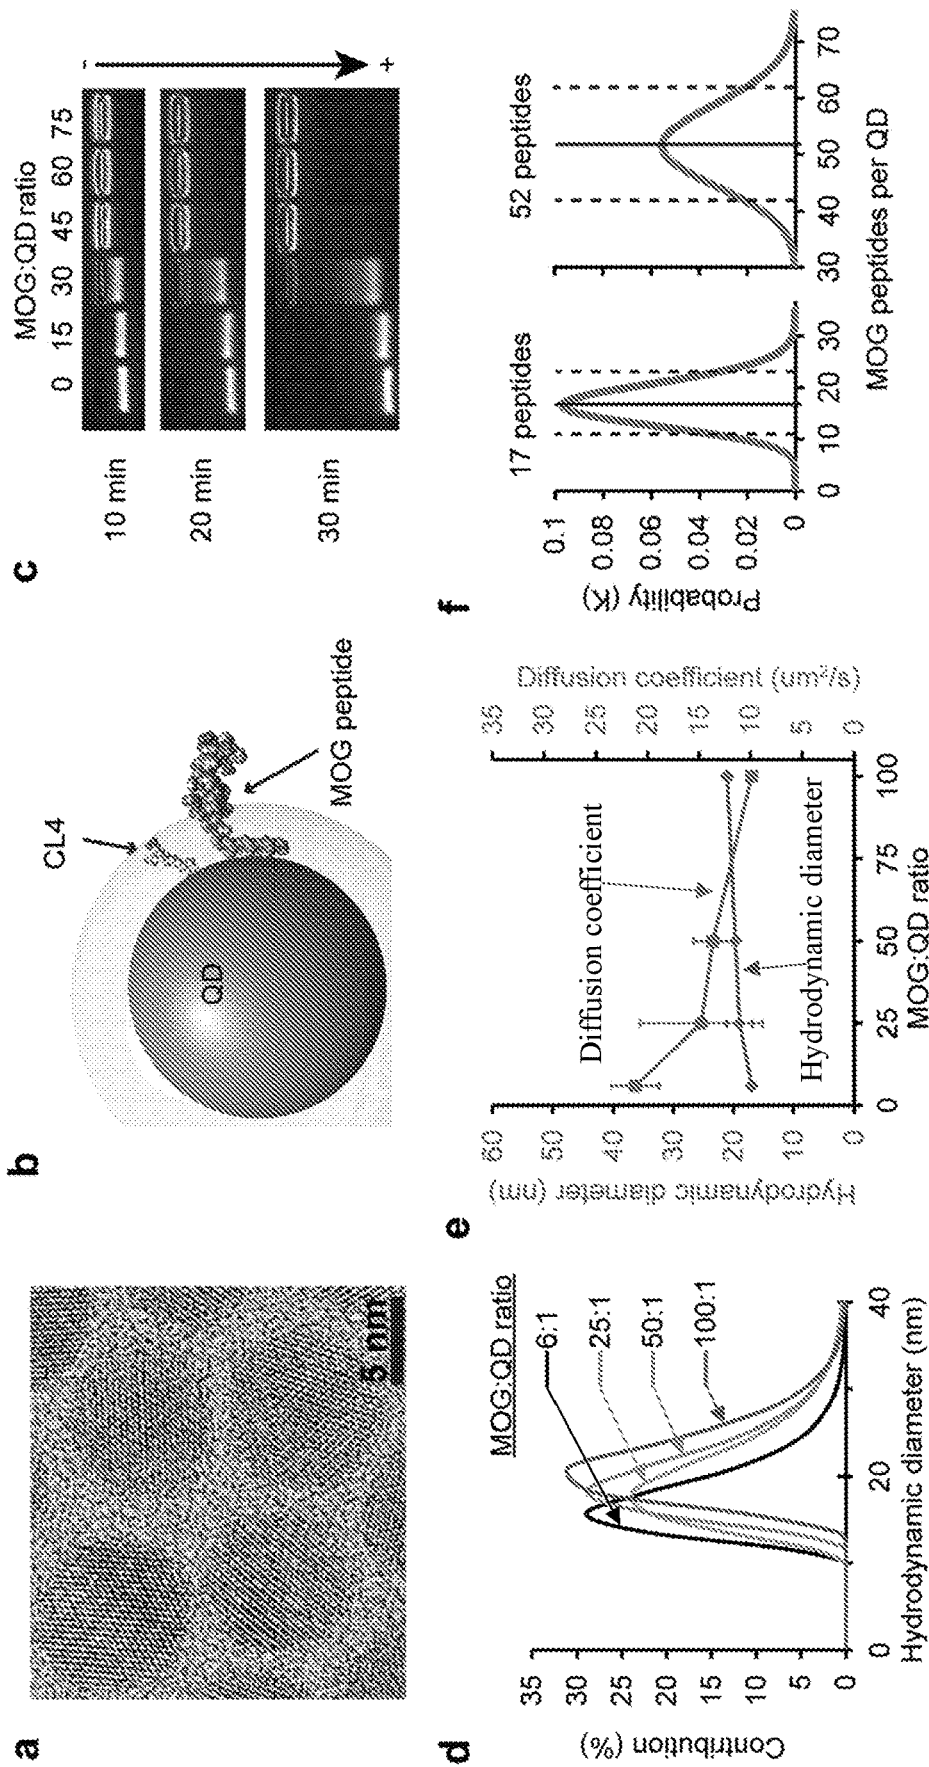 a
5 nm
b
CL4
QD
MOG peptide
c
MOG:QD ratio
0 15 30 45 60 75
10 min
20 min
30 min
-
+
d
MOG:QD ratio
6:1
25:1
50:1
100:1
35
30
25
20
15
10
5
0
Contribution (%)
0 20 40
Hydrodynamic diameter (nm)
e
Hydrodynamic diameter (nm)
60
50
40
30
20
10
0
Diffusion coefficient
Hydrodynamic diameter
0 25 50 75 100
MOG:QD ratio
35
30
25
20
15
10
5
0
Diffusion coefficient (um²/s)
f
Probability (K)
0.1
0.08
0.06
0.04
0.02
0
17 peptides
52 peptides
0 10 20 30
30 40 50 60 70
MOG peptides per QD